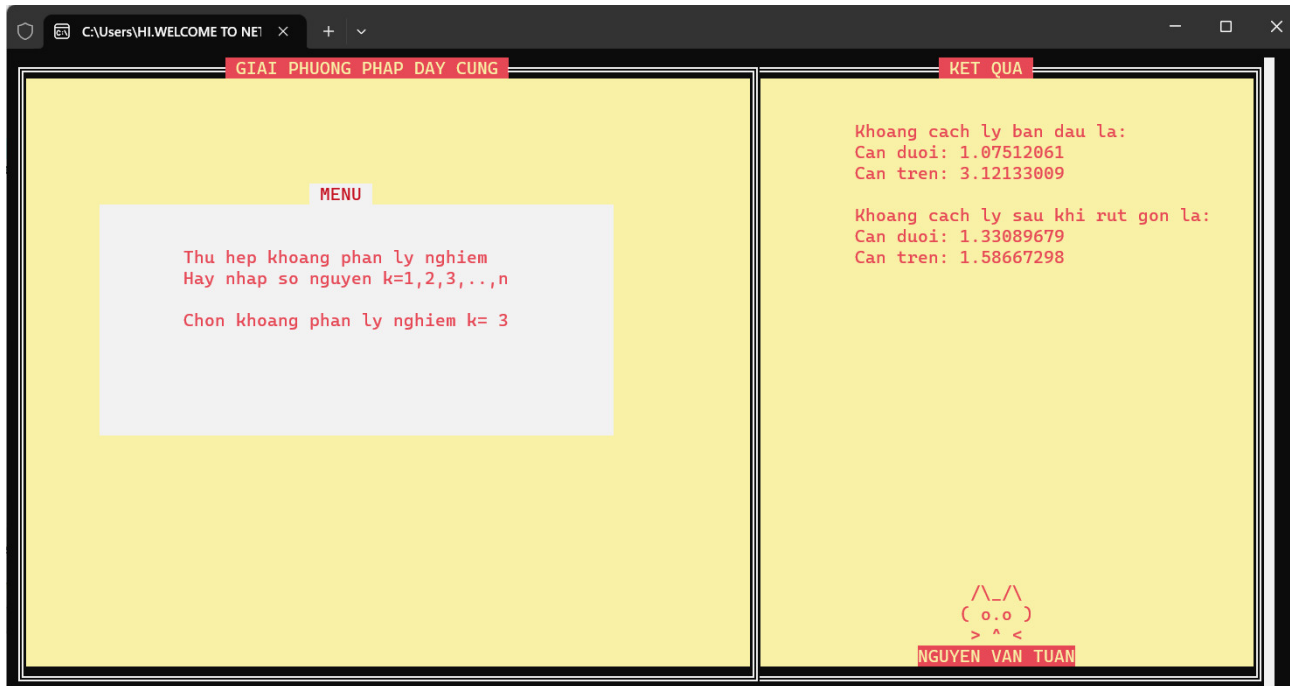 C:\Users\HI.WELCOME TO NET
GIAI PHUONG PHAP DAY CUNG
MENU
Thu hep khoang phan ly nghiem
Hay nhap so nguyen k=1,2,3,..,n
Chon khoang phan ly nghiem k= 3
KET QUA
Khoang cach ly ban dau la:
Can duoi: 1.07512061
Can tren: 3.12133009
Khoang cach ly sau khi rut gon la:
Can duoi: 1.33089679
Can tren: 1.58667298
/\_/\
( o.o )
> ^ <
NGUYEN VAN TUAN